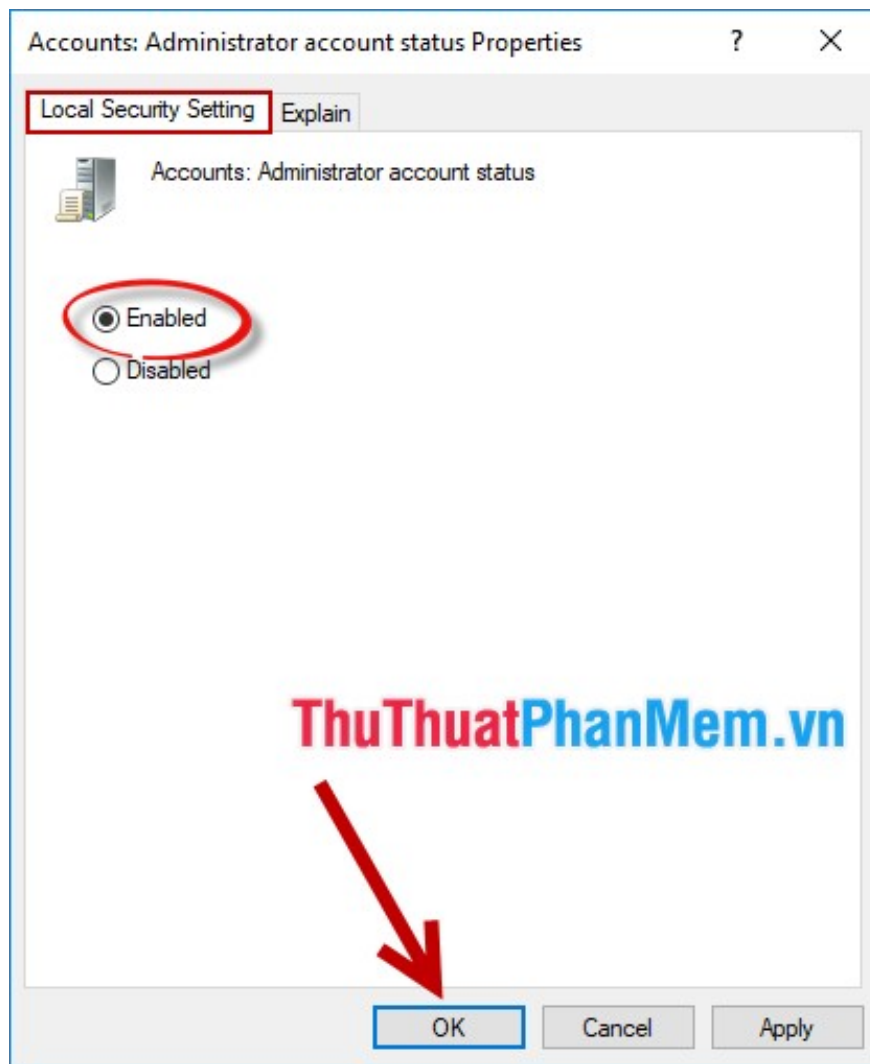 Accounts: Administrator account status Properties
?
Local Security Setting
Explain
Accounts: Administrator account status
Enabled
Disabled
ThuThuatPhanMem.vn
OK
Cancel
Apply